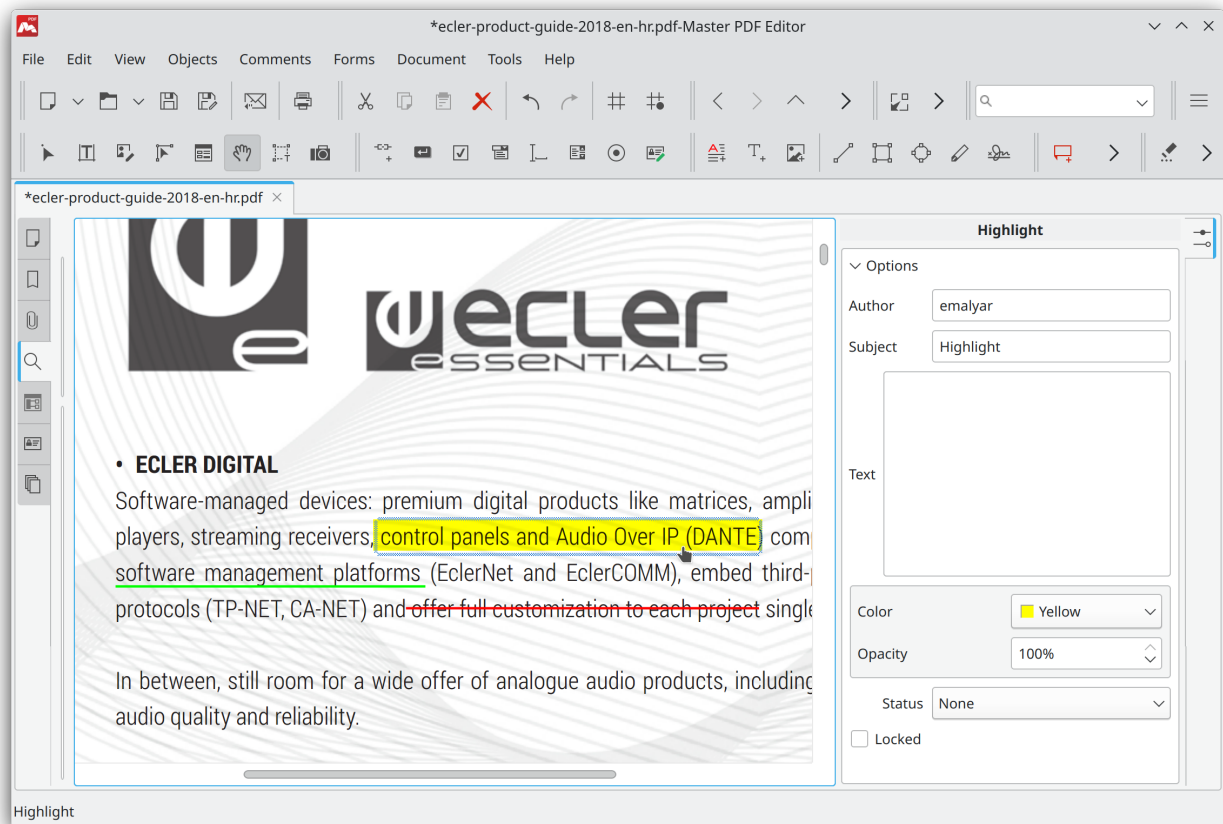 *ecler-product-guide-2018-en-hr.pdf-Master PDF Editor
File Edit View Objects Comments Forms Document Tools Help
*ecler-product-guide-2018-en-hr.pdf
ecler
essentials
• ECLER DIGITAL
Software-managed devices: premium digital products like matrices, ampli
players, streaming receivers, control panels and Audio Over IP (DANTE) com
software management platforms (EclerNet and EclerCOMM), embed third-
protocols (TP-NET, CA-NET) and offer full customization to each project single
In between, still room for a wide offer of analogue audio products, including
audio quality and reliability.
Highlight
Options
Author emalyar
Subject Highlight
Text
Color Yellow
Opacity 100%
Status None
Locked
Highlight